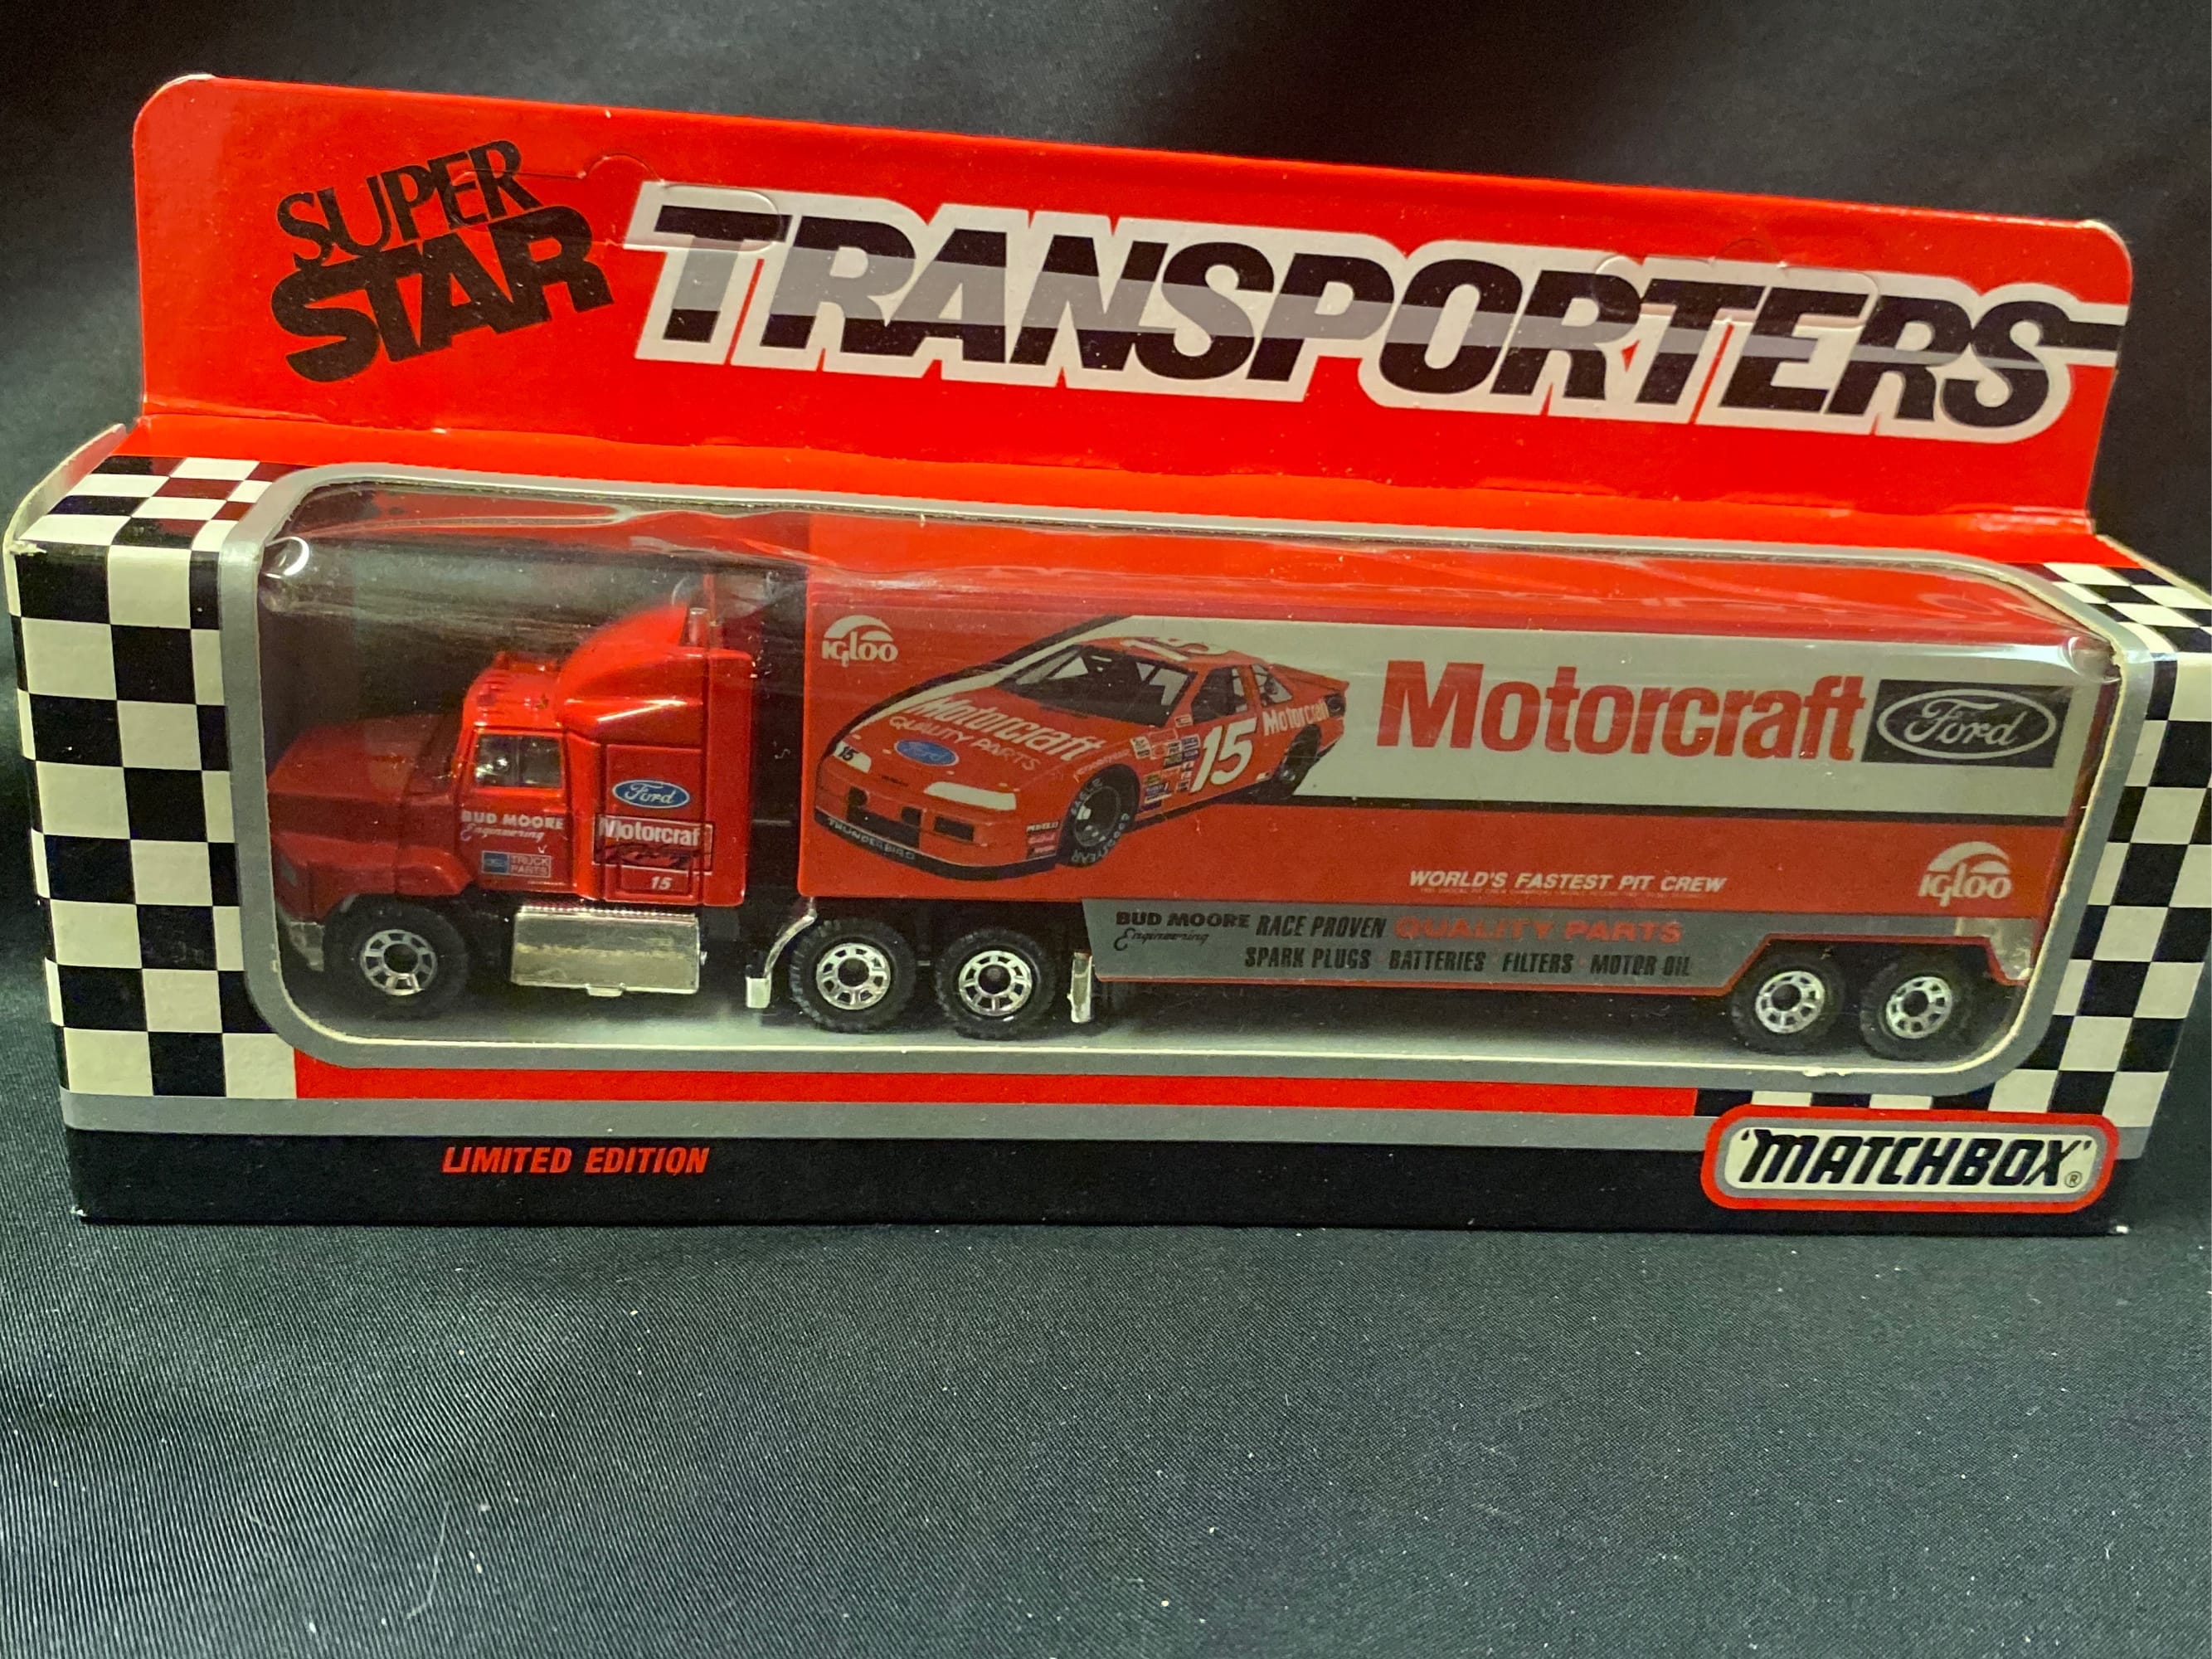 SUPER
STAR
TRANSPORTERS
igloo
Motorcraft
QUALITY PARTS
Ford
15
15
Motorcraft
THUNDERBIRD
Motorcraft Ford
WORLD'S FASTEST PIT CREW
igloo
BUD MOORE
Engineering
RACE PROVEN QUALITY PARTS
SPARK PLUGS BATTERIES FILTERS MOTOR OIL
Ford
BUD MOORE
Engineering
Motorcraft
TRUCK
PARTS
15
LIMITED EDITION
'MATCHBOX'®